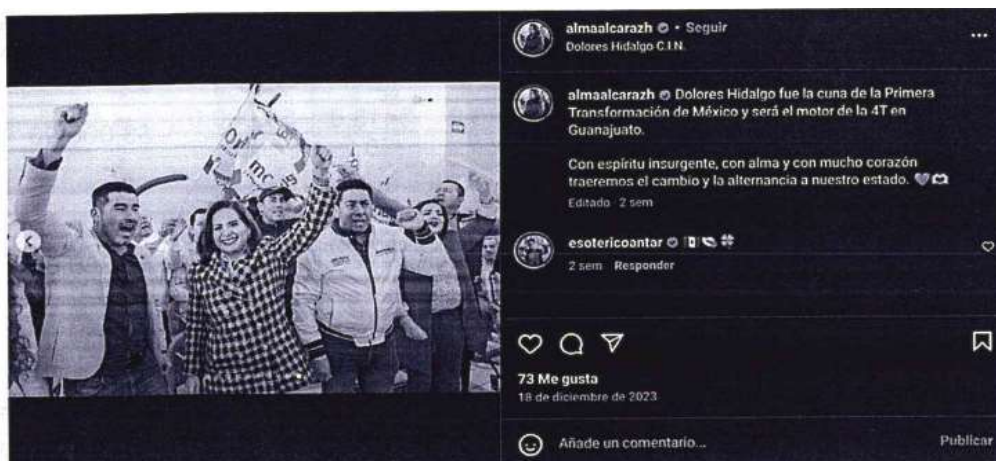 almaalcarazh • Seguir
Dolores Hidalgo C.I.N.
almaalcarazh Dolores Hidalgo fue la cuna de la Primera
Transformación de México y será el motor de la 4T en
Guanajuato.
Con espíritu insurgente, con alma y con mucho corazón
traeremos el cambio y la alternancia a nuestro estado. 💜🫶
Editado · 2 sem
esotericoantar
2 sem Responder
73 Me gusta
18 de diciembre de 2023
Añade un comentario...
Publicar